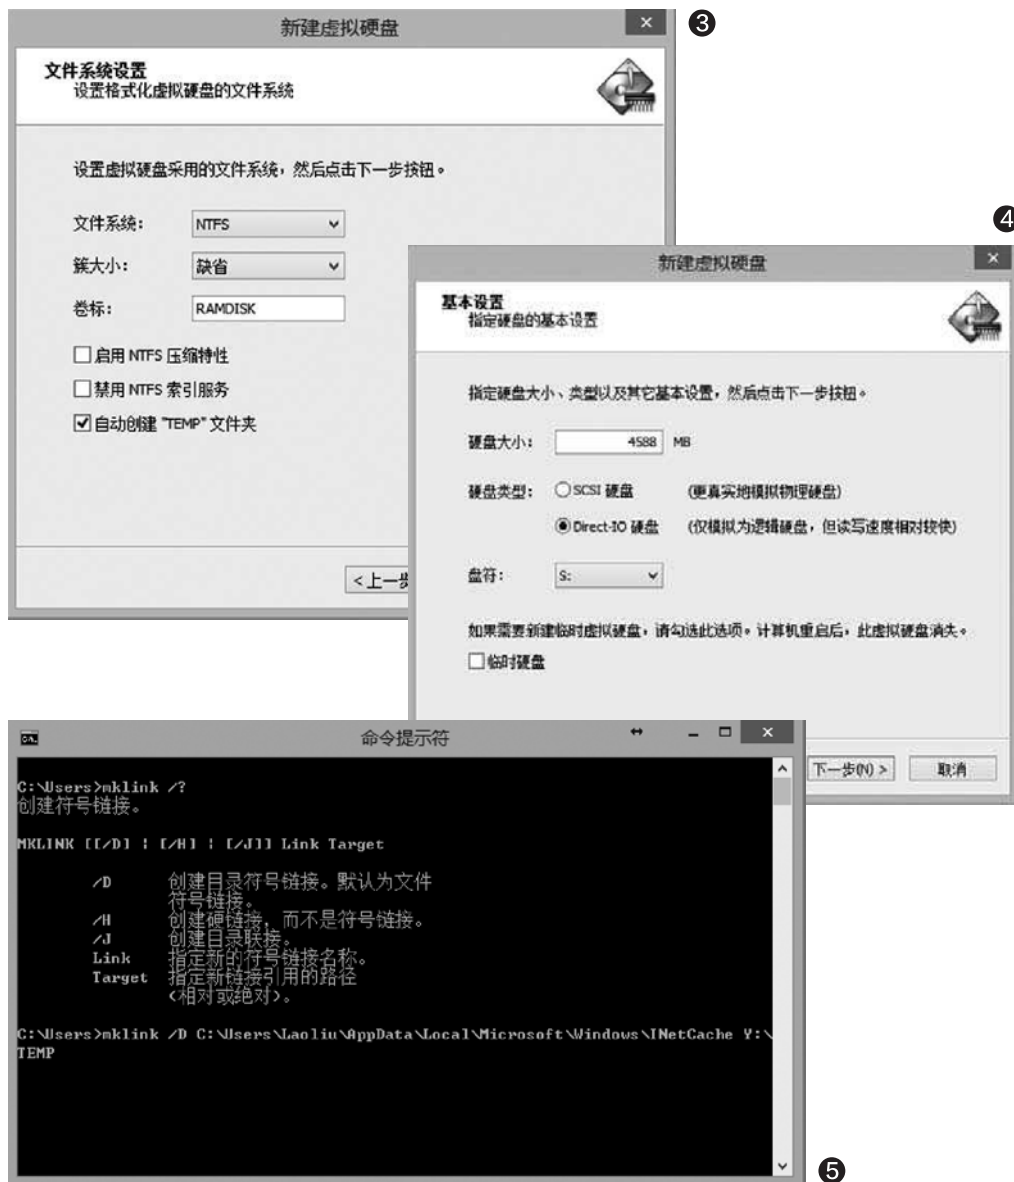 新建虚拟硬盘
❸
文件系统设置
设置格式化虚拟硬盘的文件系统
设置虚拟硬盘采用的文件系统，然后点击下一步按钮。
文件系统： NTFS
簇大小： 缺省
卷标： RAMDISK
启用 NTFS 压缩特性
禁用 NTFS 索引服务
自动创建 "TEMP" 文件夹
<上一步
❹
新建虚拟硬盘
基本设置
指定硬盘的基本设置
指定硬盘大小、类型以及其它基本设置，然后点击下一步按钮。
硬盘大小： 4588 MB
硬盘类型： SCSI 硬盘 (更真实地模拟物理硬盘)
Direct-IO 硬盘 (仅模拟为逻辑硬盘，但读写速度相对较快)
盘符： S:
如果需要新建临时虚拟硬盘，请勾选此选项。计算机重启后，此虚拟硬盘消失。
临时硬盘
下一步(N) > 取消
命令提示符
C:\Users>mklink /?
创建符号链接。
MKLINK [[/D] | [/H] | [/J]] Link Target
/D 创建目录符号链接。默认为文件
符号链接。
/H 创建硬链接，而不是符号链接。
/J 创建目录联接。
Link 指定新的符号链接名称。
Target 指定新链接引用的路径
(相对或绝对)。
C:\Users>mklink /D C:\Users\Laoliu\AppData\Local\Microsoft\Windows\INetCache Y:\
TEMP
❺